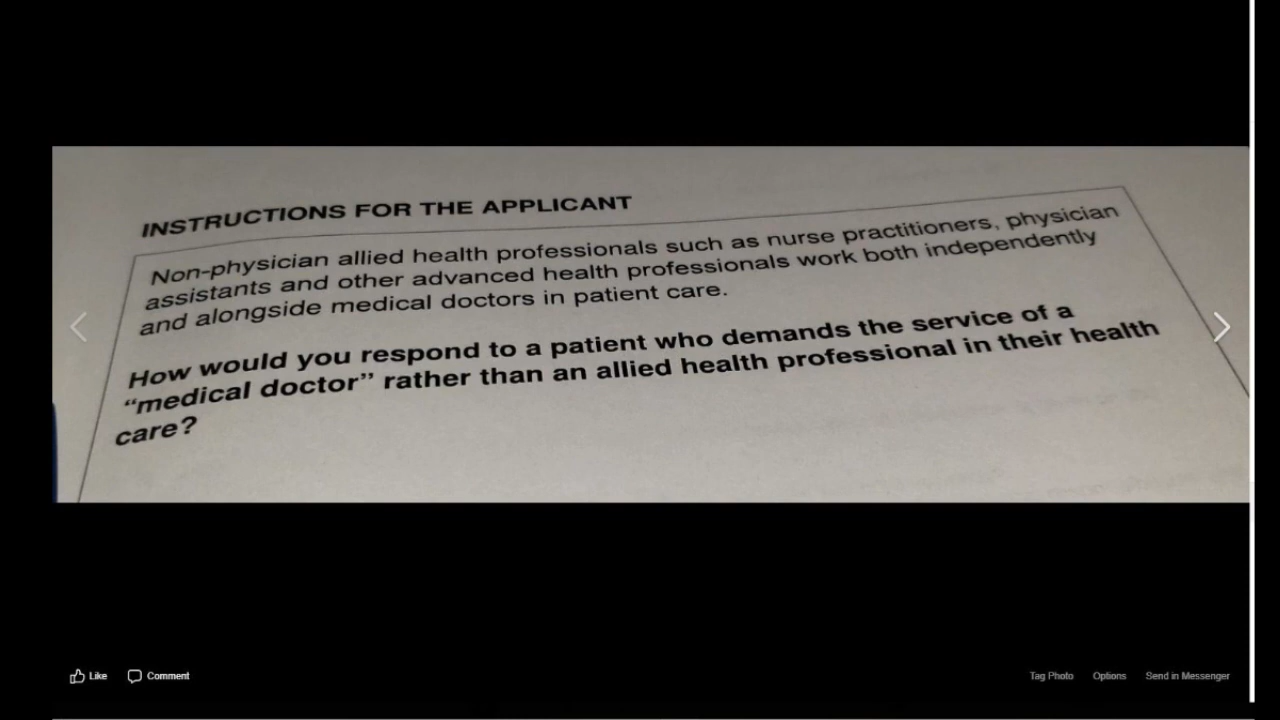 INSTRUCTIONS FOR THE APPLICANT
Non-physician allied health professionals such as nurse practitioners, physician
assistants and other advanced health professionals work both independently
and alongside medical doctors in patient care.
How would you respond to a patient who demands the service of a
“medical doctor” rather than an allied health professional in their health
care?
Like Comment Tag Photo Options Send in Messenger